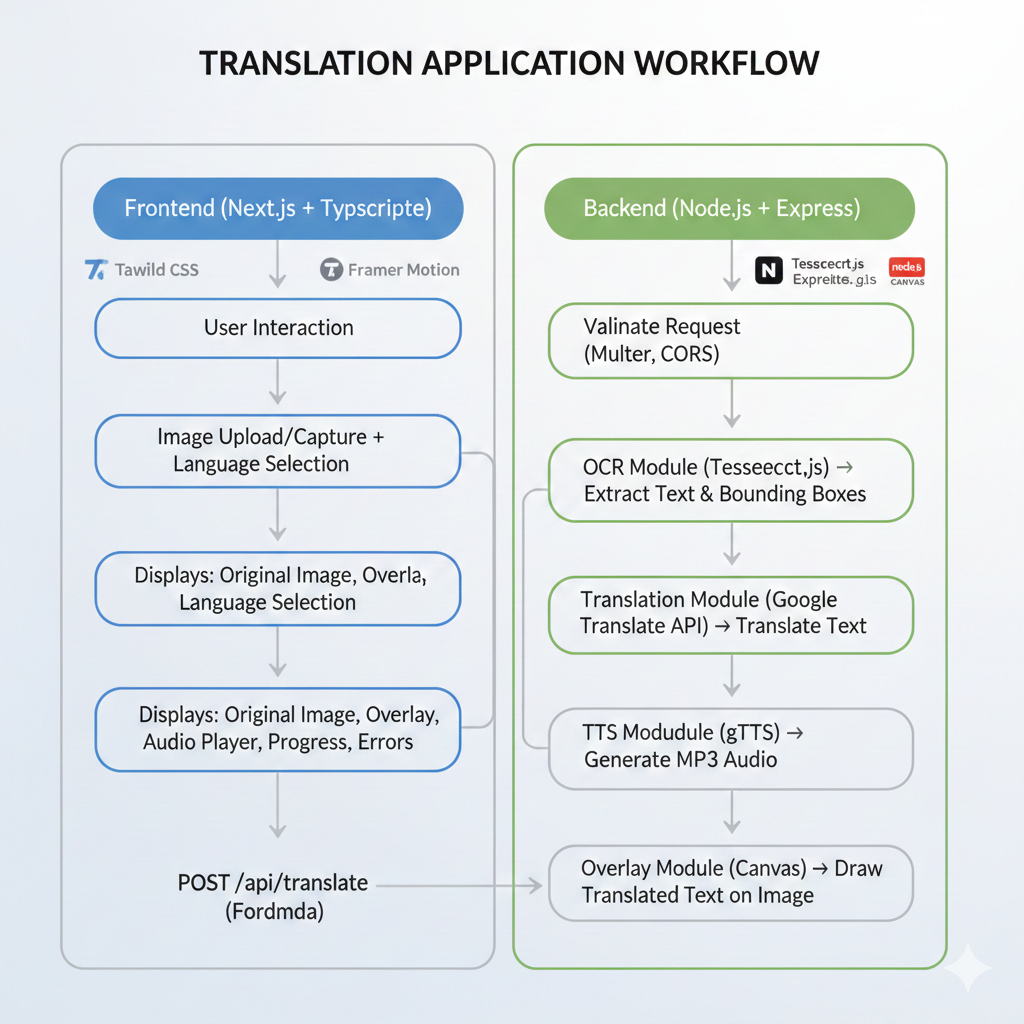 TRANSLATION APPLICATION WORKFLOW
Frontend (Next.js + Typscripte)
Tawild CSS
Framer Motion
User Interaction
Image Upload/Capture +
Language Selection
Displays: Original Image, Overla,
Language Selection
Displays: Original Image, Overlay,
Audio Player, Progress, Errors
POST /api/translate
(Fordmda)
Backend (Node.js + Express)
N
Tesscecrt.js
node.s
CANVAS
Valinate Request
(Multer, CORS)
OCR Module (Tesseecct,js) →
Extract Text & Bounding Boxes
Translation Module (Google
Translate API) → Translate Text
TTS Modudule (gTTS) →
Generate MP3 Audio
Overlay Module (Canvas) → Draw
Translated Text on Image